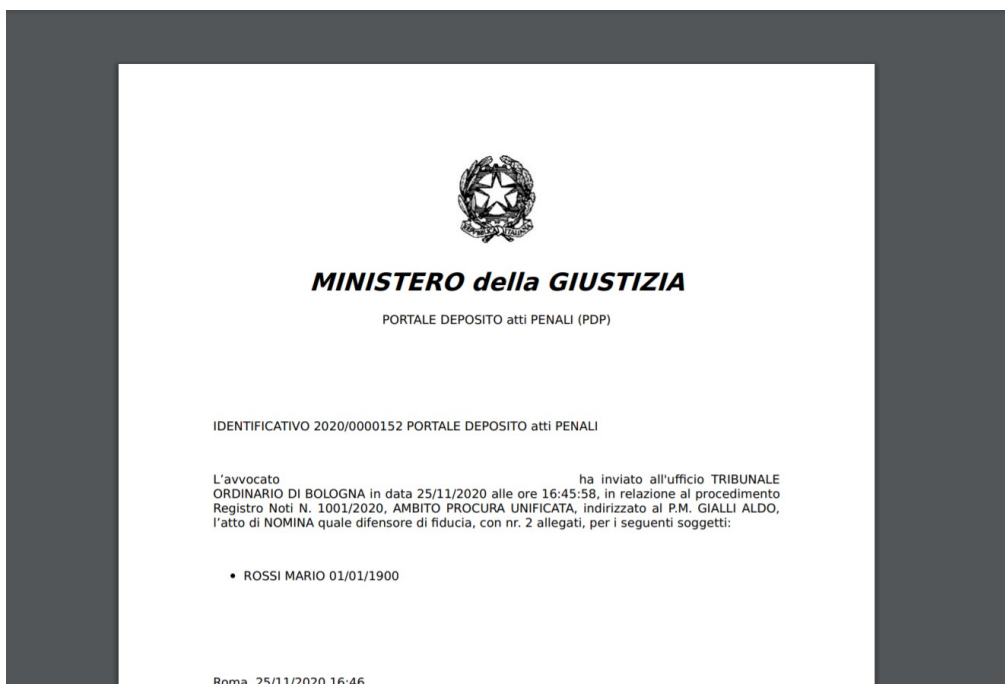 REPVBBLICA ITALIANA
MINISTERO della GIUSTIZIA
PORTALE DEPOSITO atti PENALI (PDP)
IDENTIFICATIVO 2020/0000152 PORTALE DEPOSITO atti PENALI
L'avvocato ha inviato all'ufficio TRIBUNALE
ORDINARIO DI BOLOGNA in data 25/11/2020 alle ore 16:45:58, in relazione al procedimento
Registro Noti N. 1001/2020, AMBITO PROCURA UNIFICATA, indirizzato al P.M. GIALLI ALDO,
l'atto di NOMINA quale difensore di fiducia, con nr. 2 allegati, per i seguenti soggetti:
• ROSSI MARIO 01/01/1900
Roma, 25/11/2020 16:46